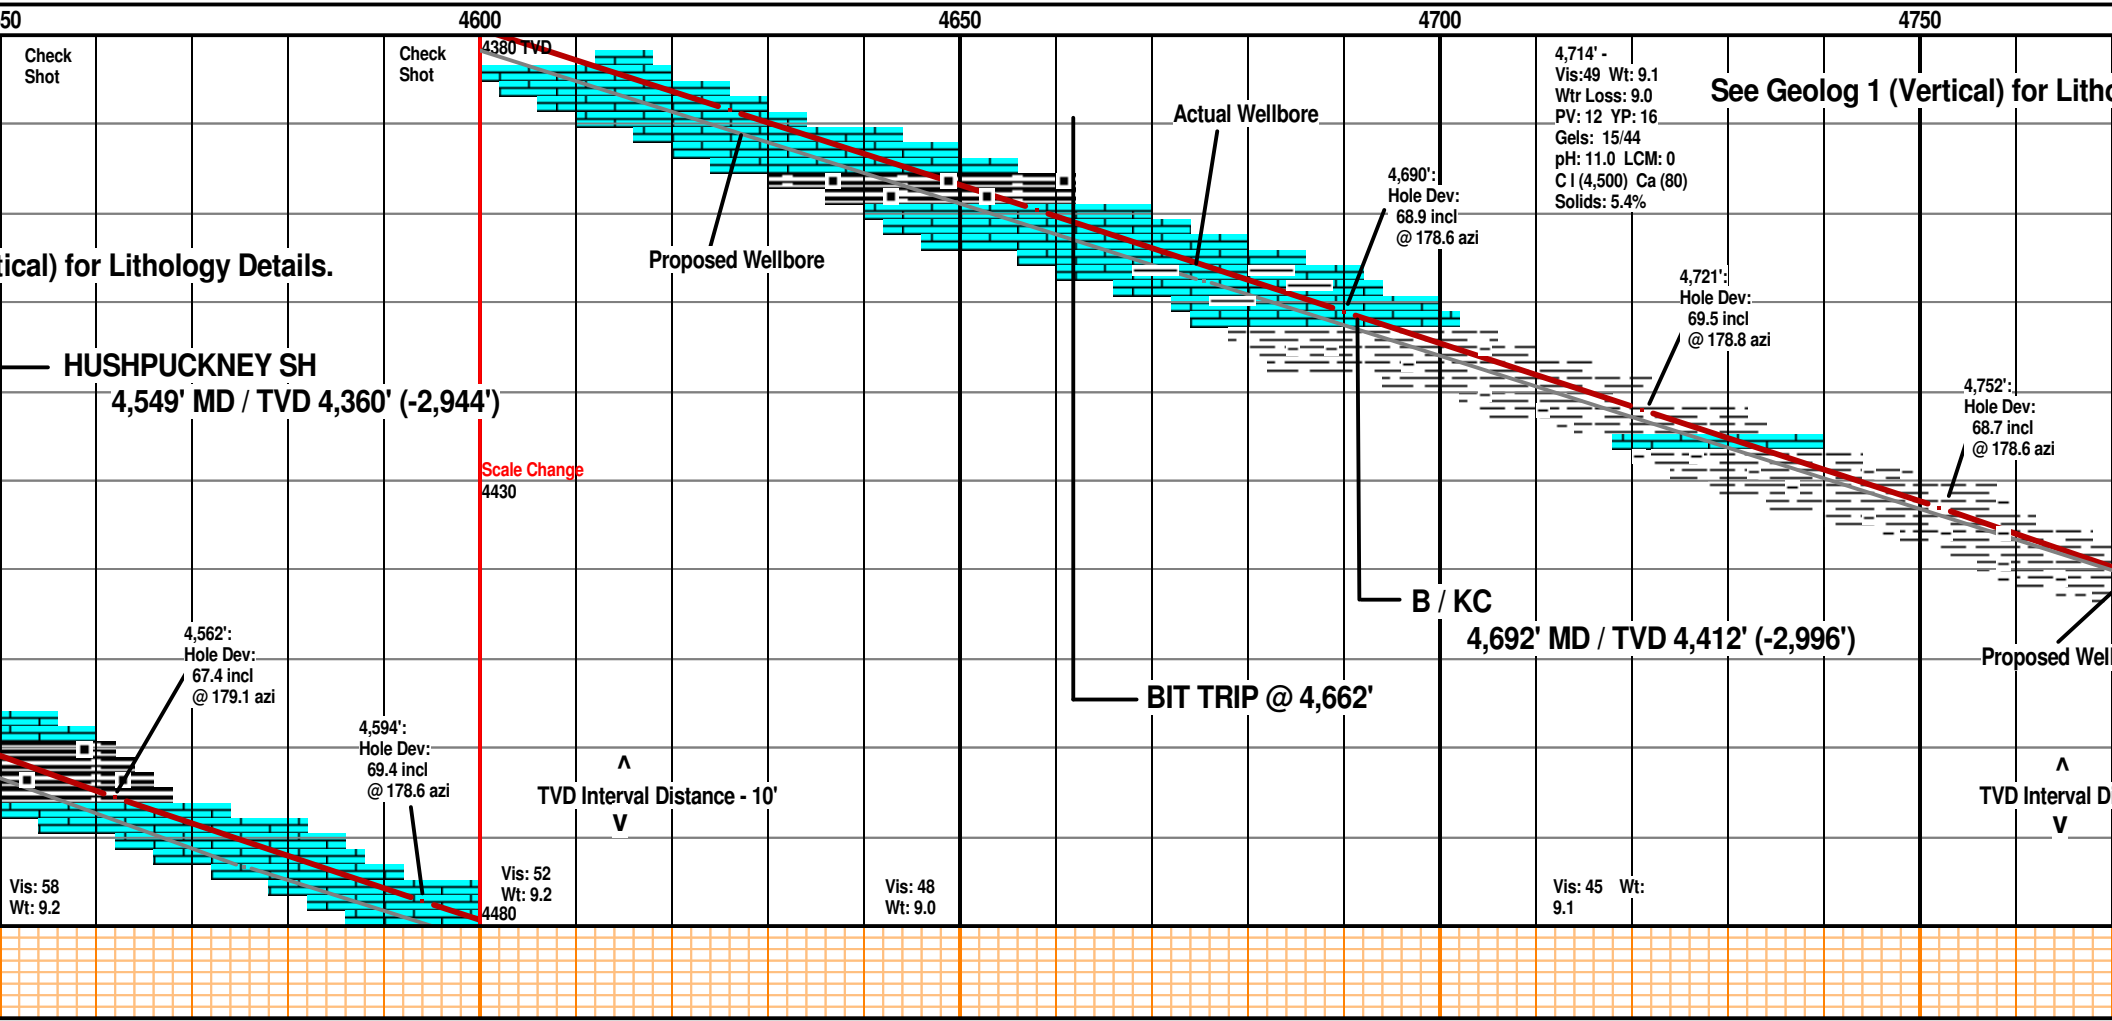 50
4600
4650
4700
4750
Check
Shot
Check
Shot
4380 TVD
Actual Wellbore
Proposed Wellbore
4,714' -
Vis:49 Wt: 9.1
Wtr Loss: 9.0
PV: 12 YP: 16
Gels: 15/44
pH: 11.0 LCM: 0
C l (4,500) Ca (80)
Solids: 5.4%
See Geolog 1 (Vertical) for Litho
4,690':
Hole Dev:
68.9 incl
@ 178.6 azi
tical) for Lithology Details.
4,721':
Hole Dev:
69.5 incl
@ 178.8 azi
HUSHPUCKNEY SH
4,549' MD / TVD 4,360' (-2,944')
4,752':
Hole Dev:
68.7 incl
@ 178.6 azi
Scale Change
4430
B / KC
4,692' MD / TVD 4,412' (-2,996')
4,562':
Hole Dev:
67.4 incl
@ 179.1 azi
Proposed Well
BIT TRIP @ 4,662'
4,594':
Hole Dev:
69.4 incl
@ 178.6 azi
^
TVD Interval Distance - 10'
v
^
TVD Interval D
v
Vis: 58
Wt: 9.2
Vis: 52
Wt: 9.2
4480
Vis: 48
Wt: 9.0
Vis: 45 Wt:
9.1